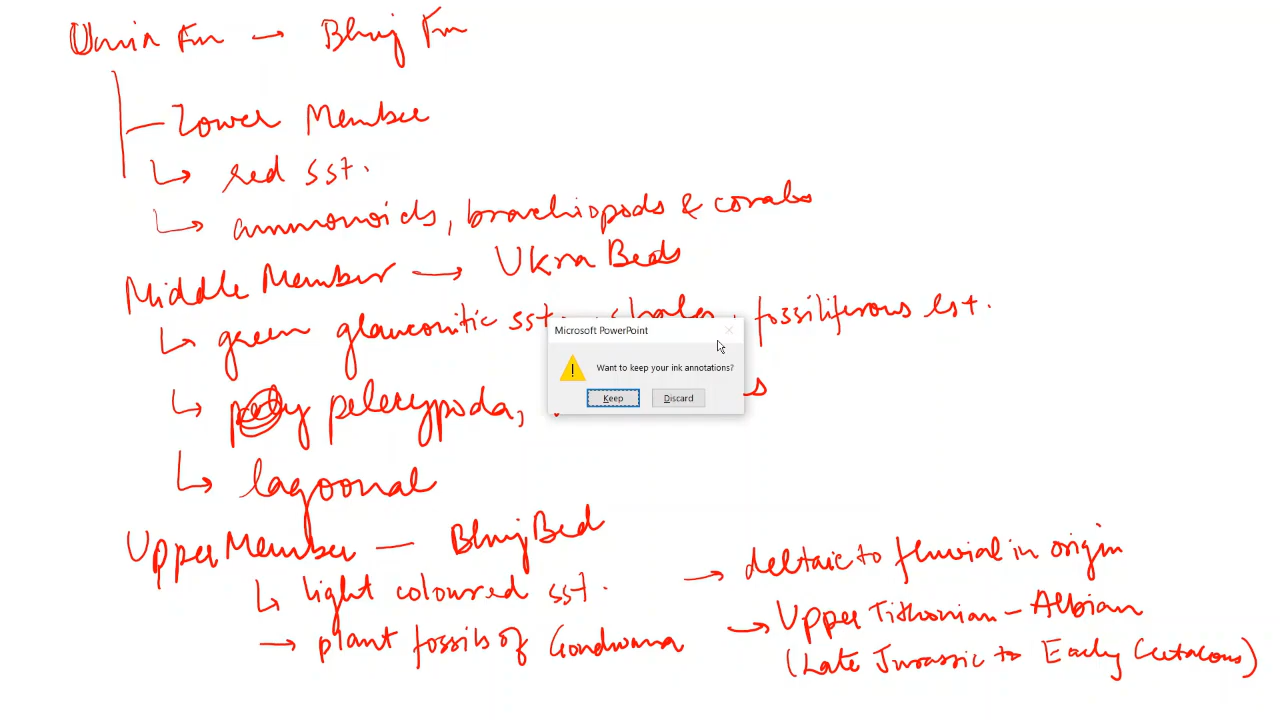 Umia Fm → Bhuj Fm
Lower Member
↳ red sst.
↳ ammonoids, brachiopods & corals
Middle Member → Ukra Beds
↳ green glauconitic sst., shales, fossiliferous lst.
Microsoft PowerPoint
Want to keep your ink annotations?
Keep Discard
↳ pelecypoda,
↳ lagoonal
Upper Member - Bhuj Bed
↳ light coloured sst.
→ plant fossils of Gondwana
→ deltaic to fluvial in origin
→ Upper Tithonian - Albian
(Late Jurassic to Early Cretaceous)